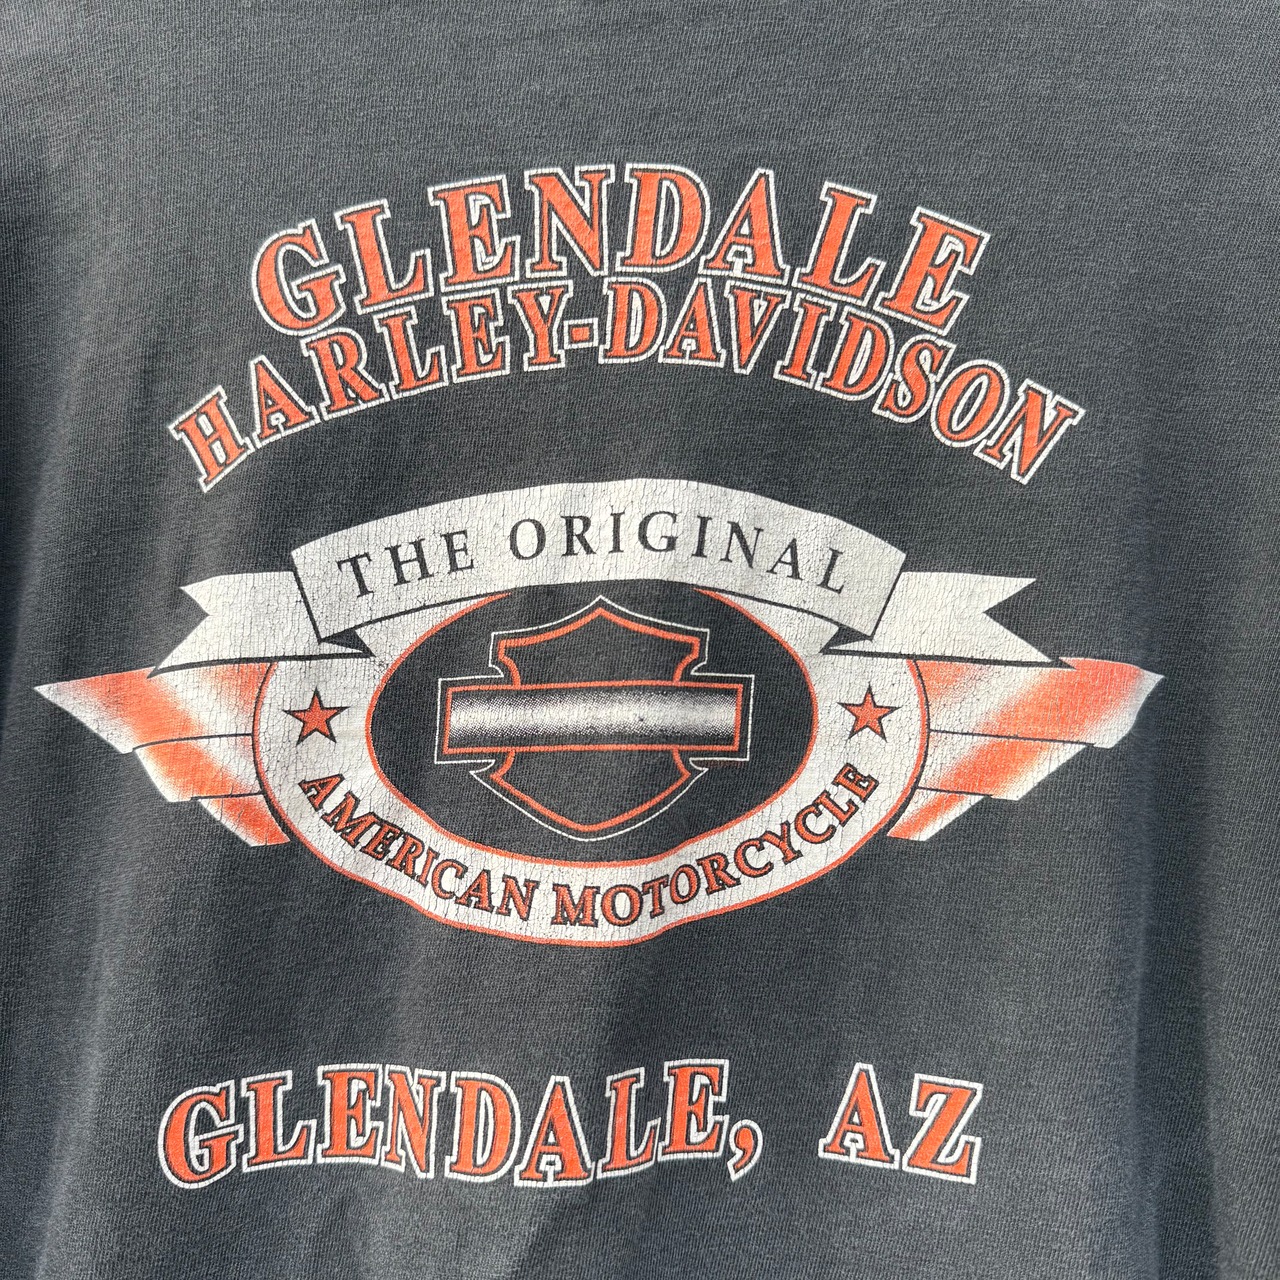 GLENDALE
HARLEY-DAVIDSON
THE ORIGINAL
AMERICAN MOTORCYCLE
GLENDALE, AZ